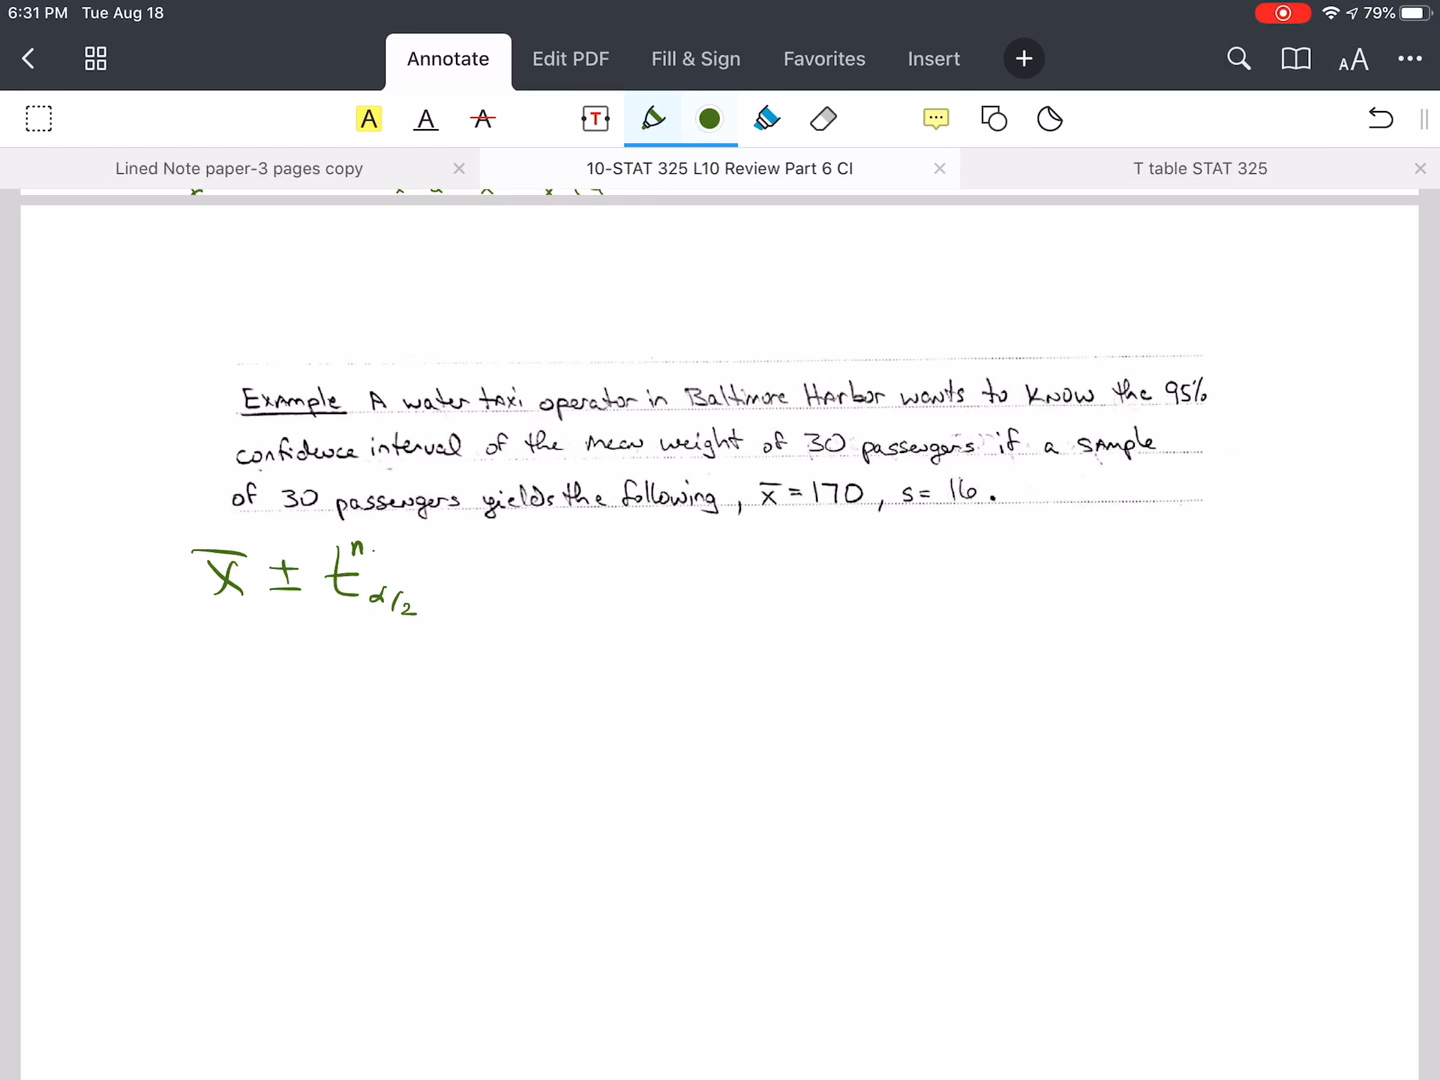 6:31 PM Tue Aug 18
79%
Annotate Edit PDF Fill & Sign Favorites Insert
AA
A A A T
Lined Note paper-3 pages copy
10-STAT 325 L10 Review Part 6 CI
T table STAT 325
Example A water taxi operator in Baltimore Harbor wants to know the 95%
confidence interval of the mean weight of 30 passengers if a sample
of 30 passengers yields the following, x̄ = 170, s = 16.
x̄ ± t^n_α/2